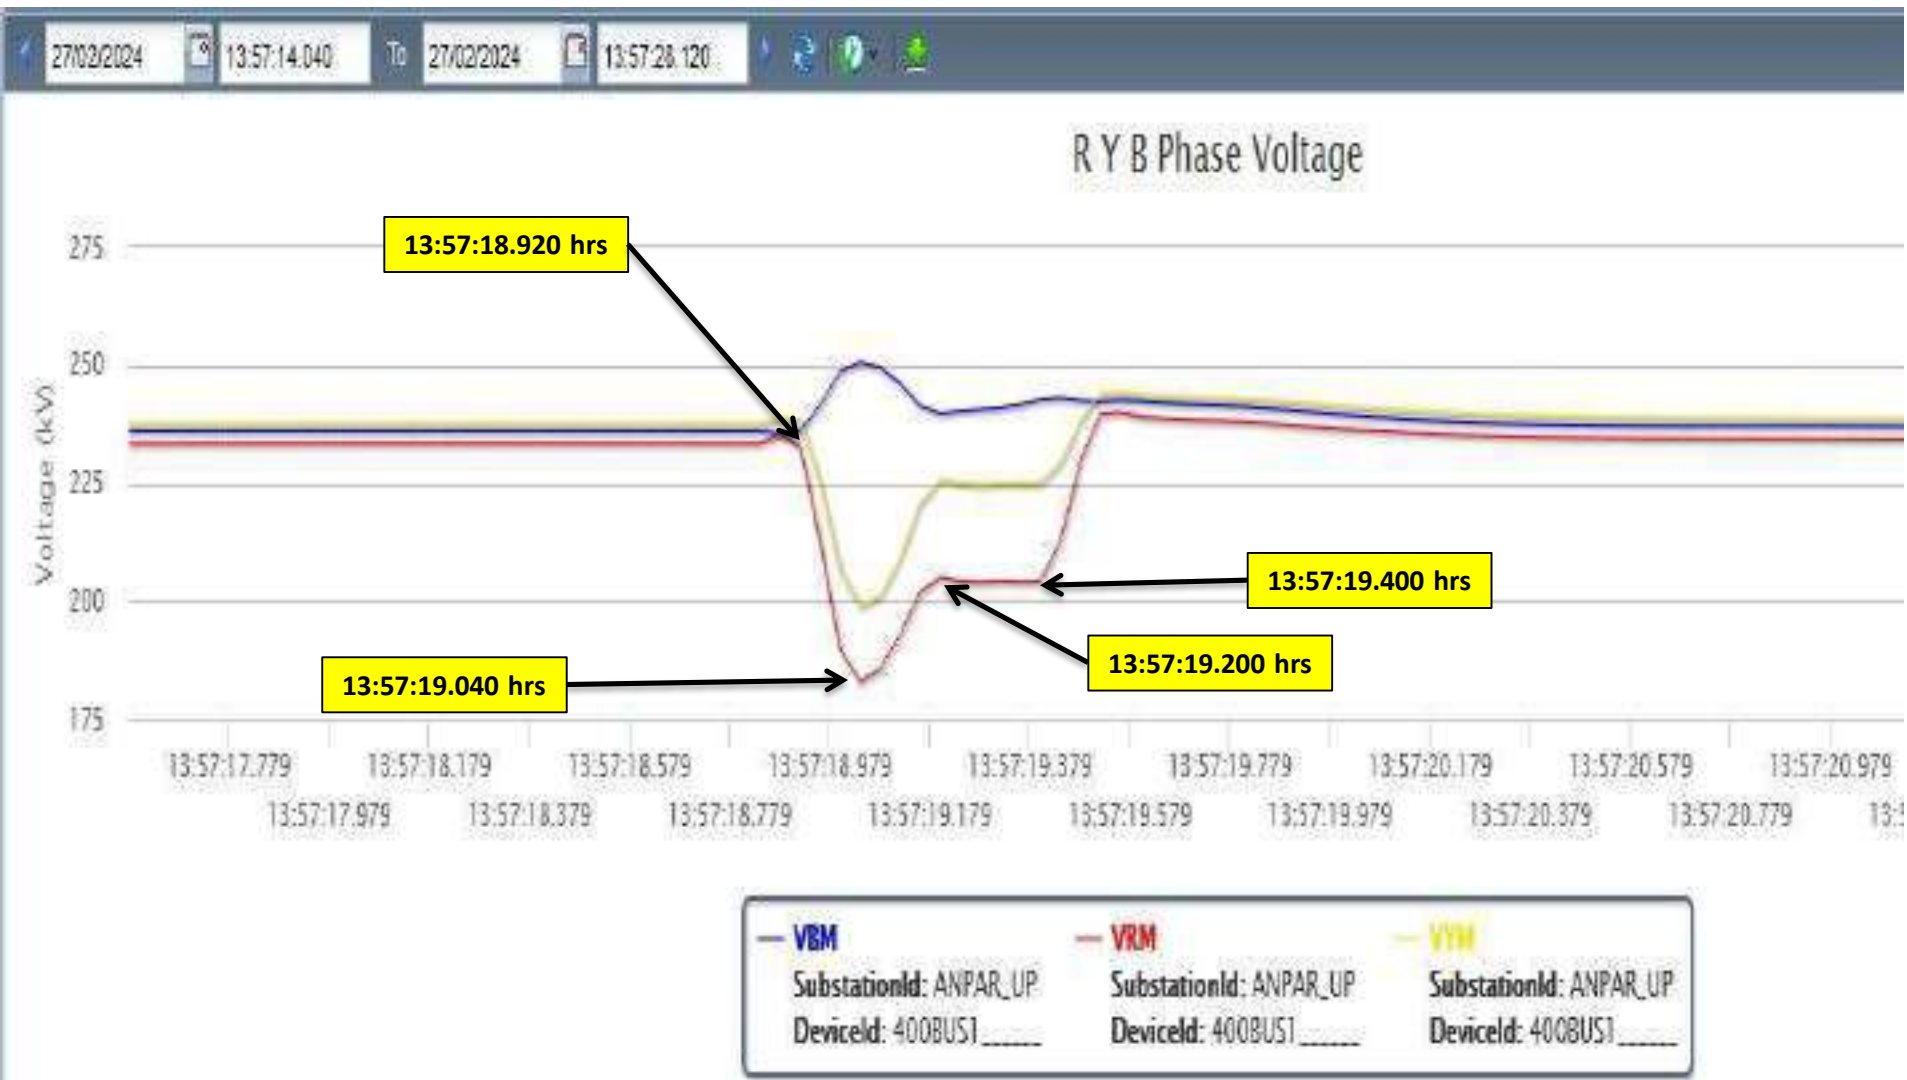 27/02/2024 13:57:14.040 To 27/02/2024 13:57:28.120
R Y B Phase Voltage
13:57:18.920 hrs
275
250
Voltage (kV)
225
13:57:19.400 hrs
200
13:57:19.200 hrs
13:57:19.040 hrs
175
13:57:17.779 13:57:18.179 13:57:18.579 13:57:18.979 13:57:19.379 13:57:19.779 13:57:20.179 13:57:20.579 13:57:20.979
13:57:17.979 13:57:18.379 13:57:18.779 13:57:19.179 13:57:19.579 13:57:19.979 13:57:20.379 13:57:20.779
VBM VRM VYM
SubstationId: ANPAR_UP SubstationId: ANPAR_UP SubstationId: ANPAR_UP
DeviceId: 400BUS1______ DeviceId: 400BUS1______ DeviceId: 400BUS1______